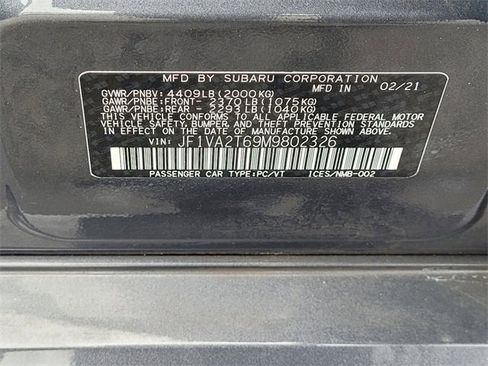 MFD BY SUBARU CORPORATION
GVWR/PNBV: 4409LB (2000KG) MFD IN 02/21
GAWR/PNBE: FRONT- 2370LB (1075KG)
GAWR/PNBE: REAR - 2293LB (1040KG)
THIS VEHICLE CONFORMS TO ALL APPLICABLE FEDERAL MOTOR
VEHICLE SAFETY, BUMPER, AND THEFT PREVENTION STANDARDS
IN EFFECT ON THE DATE OF MANUFACTURE SHOWN ABOVE.
VIN: JF1VA2T69M9802326
PASSENGER CAR TYPE:PC/VT ICES/NMB-002